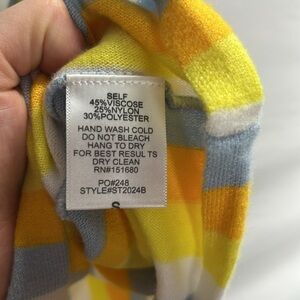 SELF
45%VISCOSE
25%NYLON
30%POLYESTER
HAND WASH COLD
DO NOT BLEACH
HANG TO DRY
FOR BEST RESULTS
DRY CLEAN
RN#151680
PO#248
STYLE#ST2024B
S